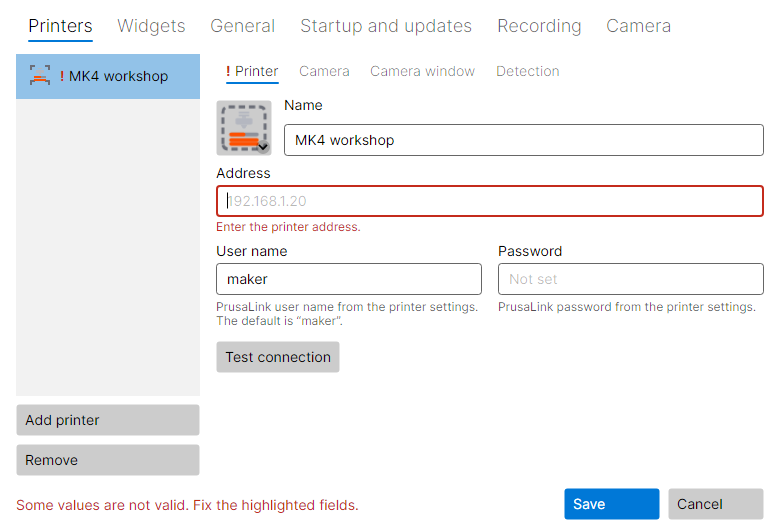 Printers Widgets General Startup and updates Recording Camera
! MK4 workshop
! Printer Camera Camera window Detection
Name
MK4 workshop
Address
192.168.1.20
Enter the printer address.
User name Password
maker Not set
PrusaLink user name from the printer settings. PrusaLink password from the printer settings.
The default is “maker”.
Test connection
Add printer
Remove
Some values are not valid. Fix the highlighted fields.
Save Cancel